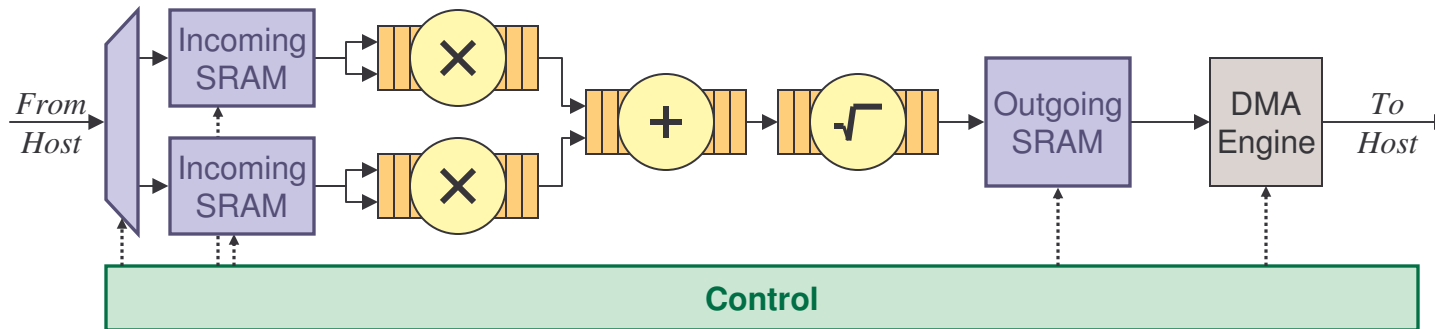 From
Host
Incoming
SRAM
×
Incoming
SRAM
×
+
√
Outgoing
SRAM
DMA
Engine
To
Host
Control